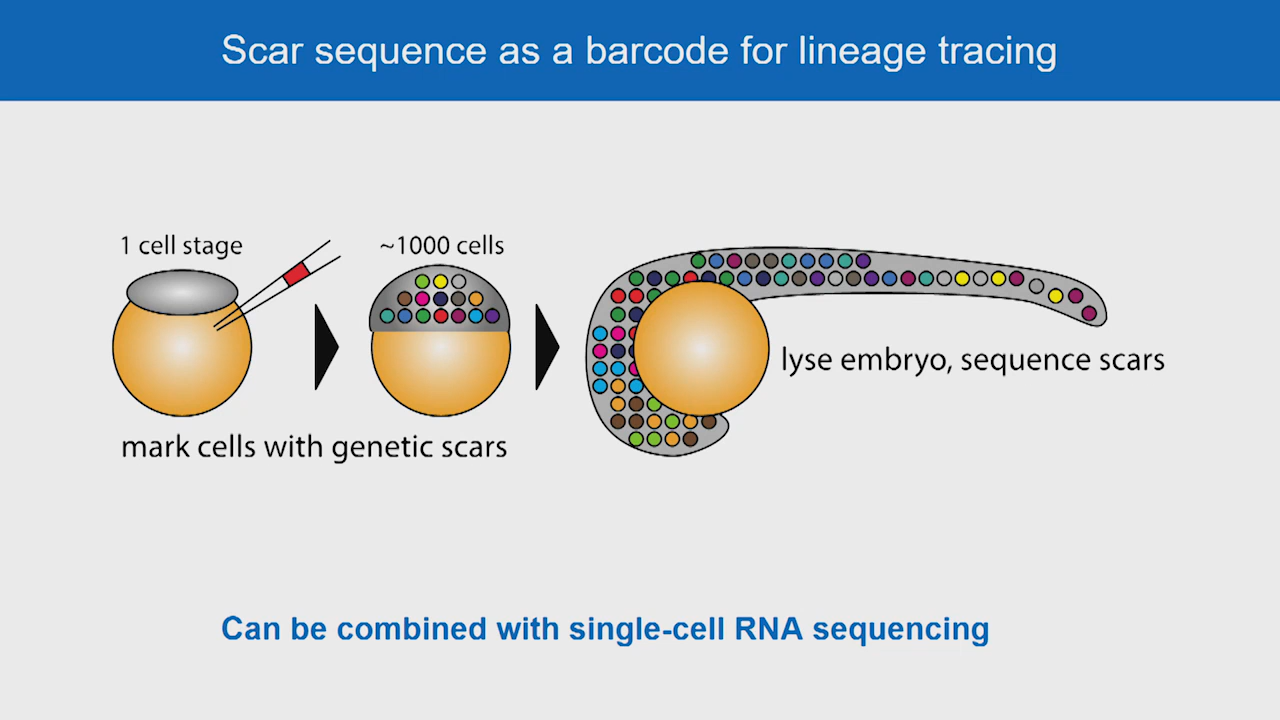 Scar sequence as a barcode for lineage tracing
1 cell stage
~1000 cells
lyse embryo, sequence scars
mark cells with genetic scars
Can be combined with single-cell RNA sequencing